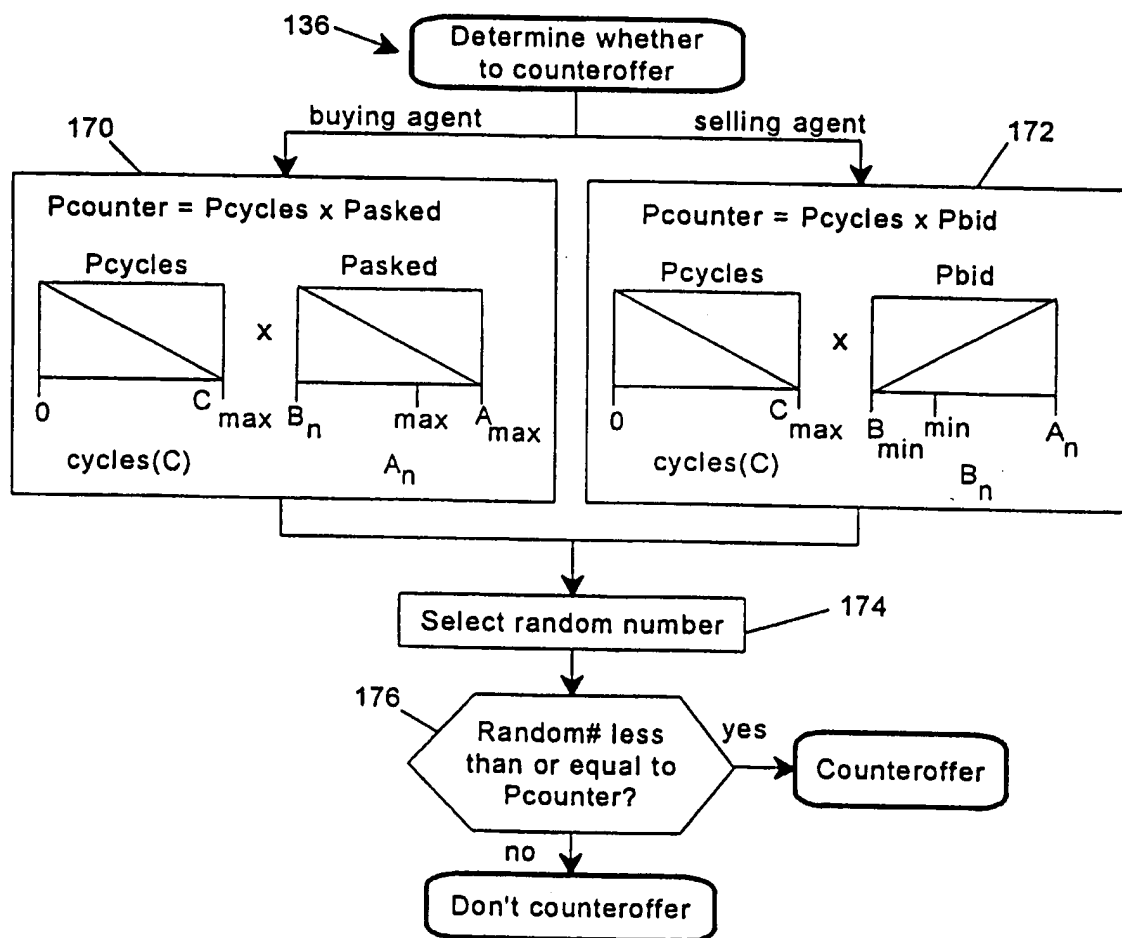 136
Determine whether
to counteroffer
buying agent
selling agent
170
172
Pcounter = Pcycles x Pasked
Pcycles
Pasked
x
0
C max
B n
max
A max
cycles(C)
A n
Pcounter = Pcycles x Pbid
Pcycles
Pbid
x
0
C max
B min
min
A n
cycles(C)
B n
Select random number
174
176
Random# less
than or equal to
Pcounter?
yes
Counteroffer
no
Don't counteroffer